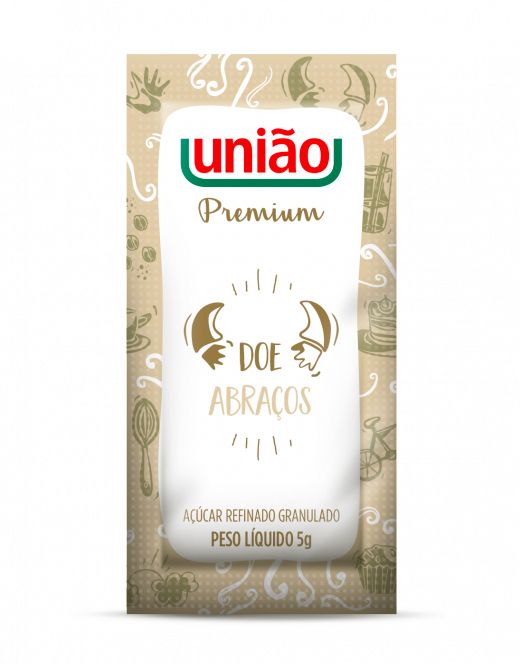 união
Premium
DOE
ABRAÇOS
AÇÚCAR REFINADO GRANULADO
PESO LÍQUIDO 5g